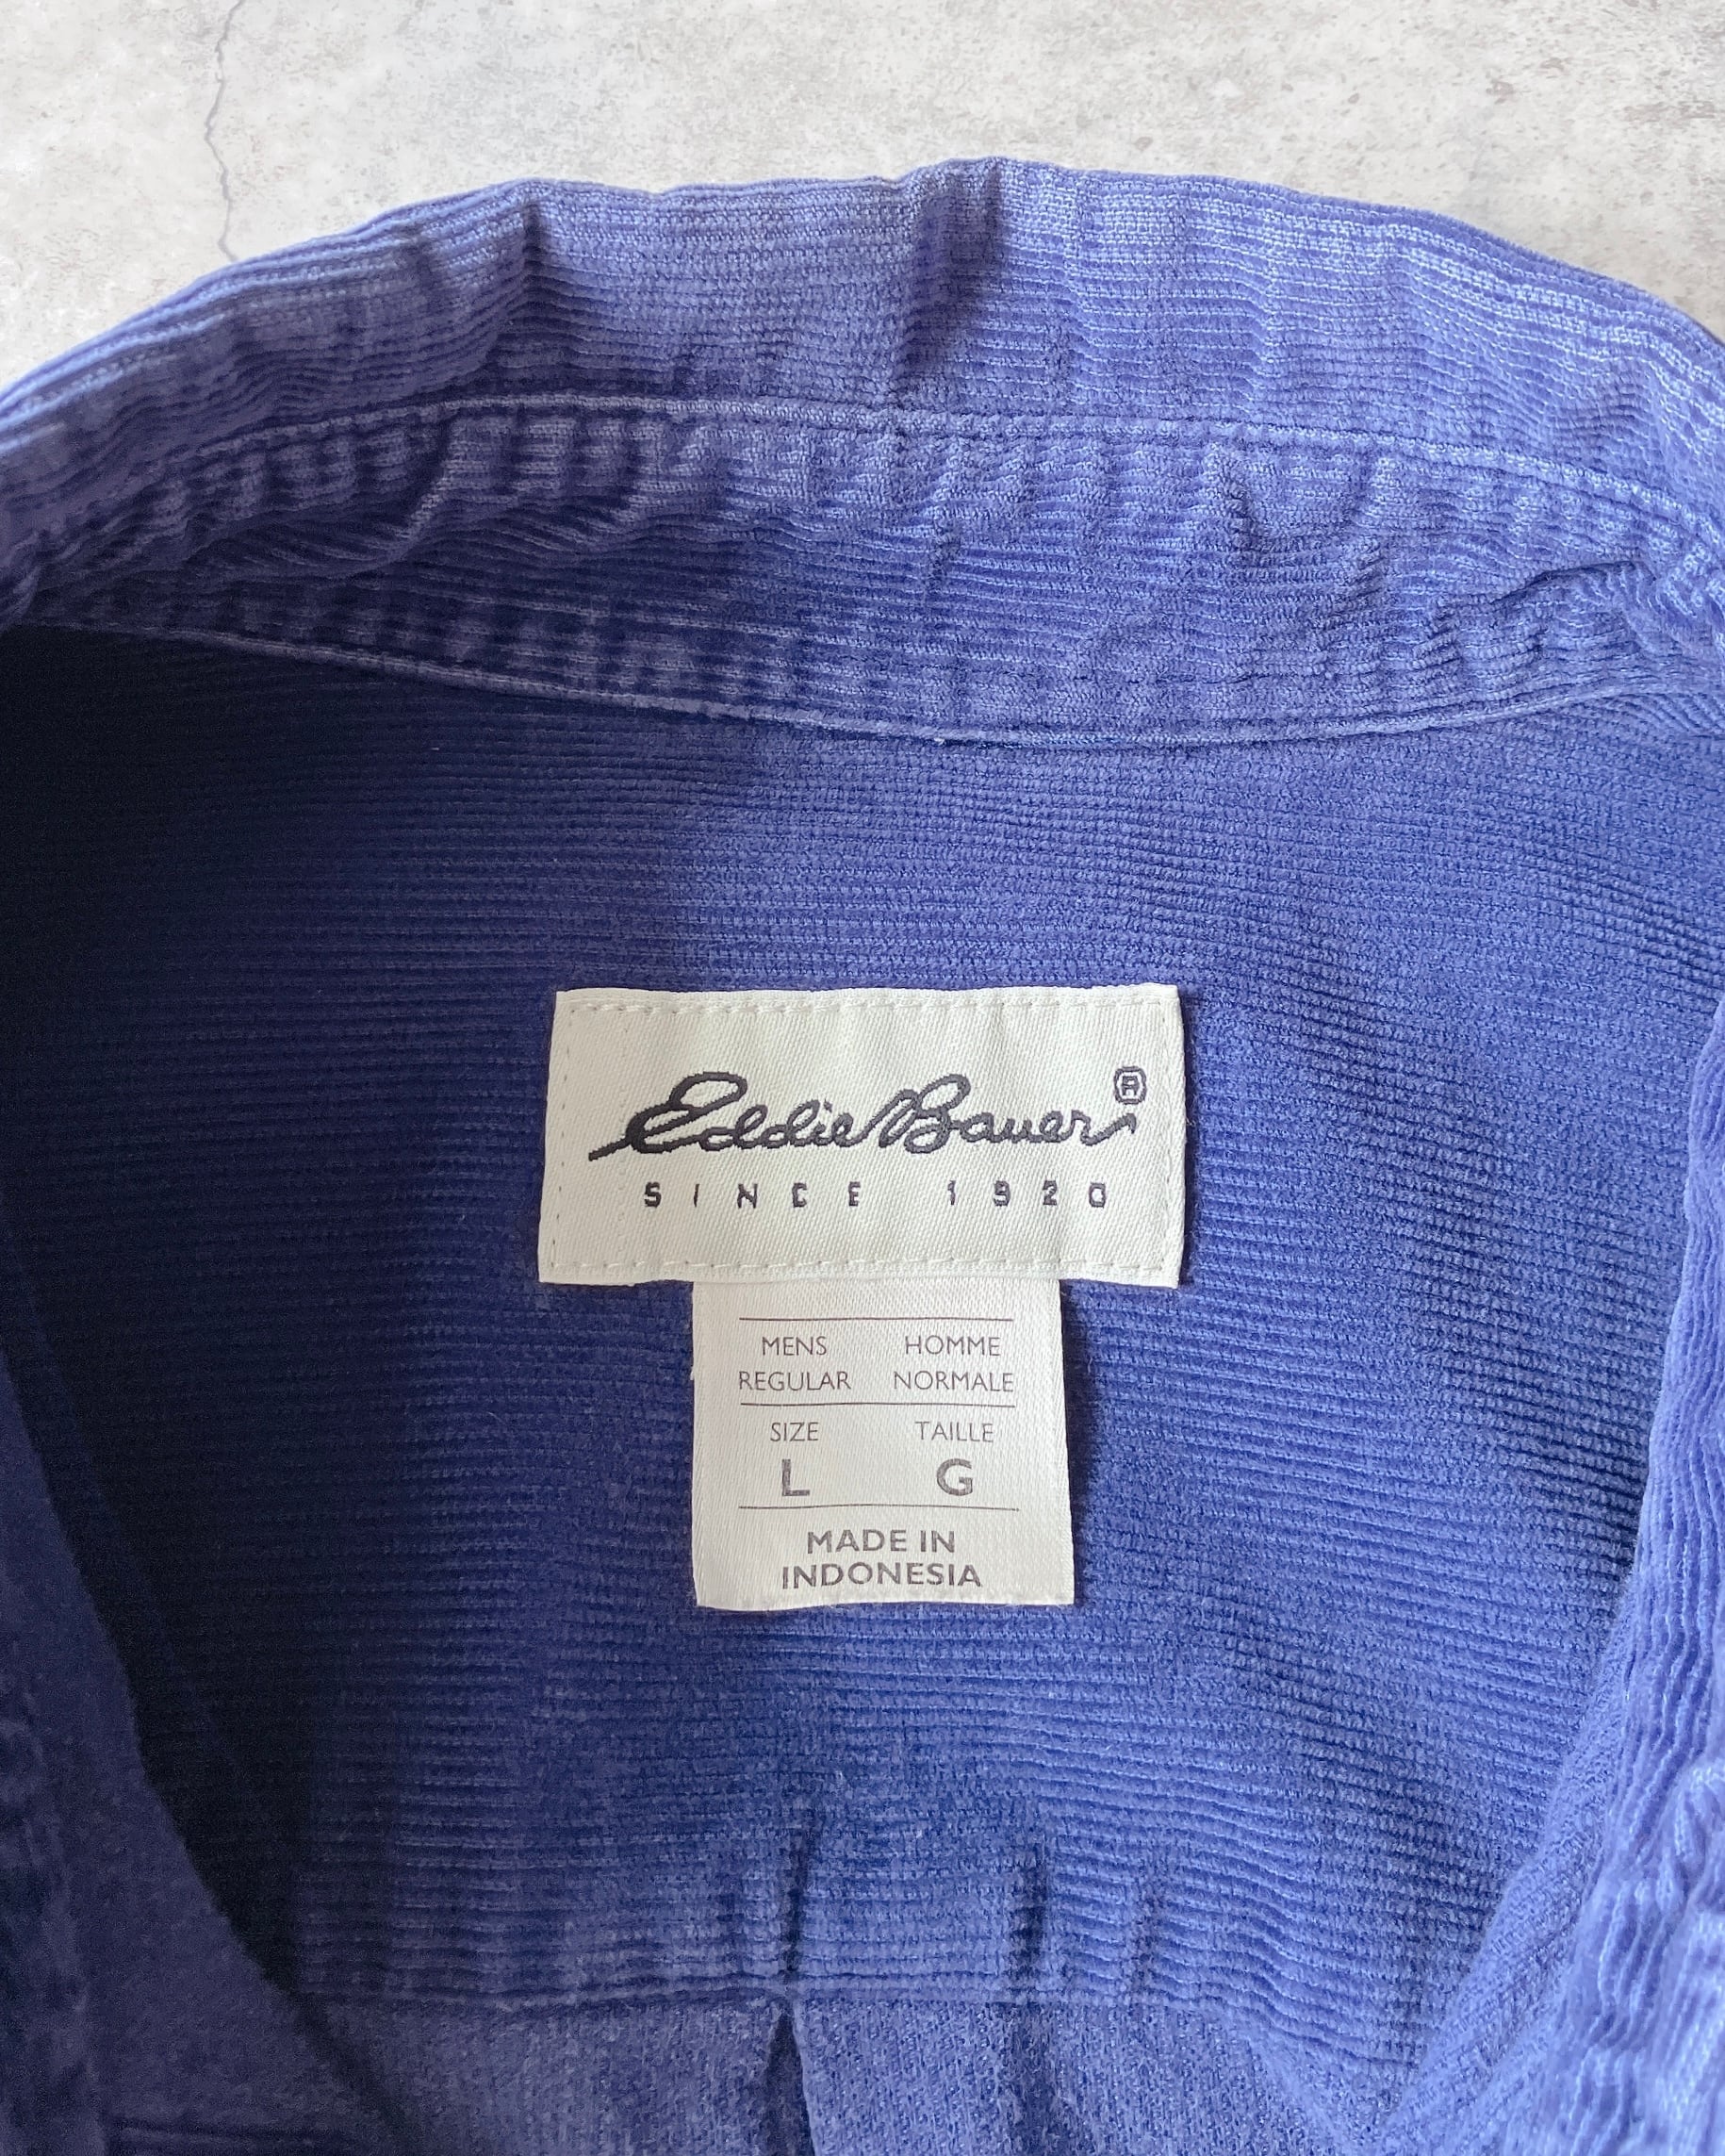 Eddie Bauer®
SINCE 1920
MENS HOMME
REGULAR NORMALE
SIZE TAILLE
L G
MADE IN
INDONESIA